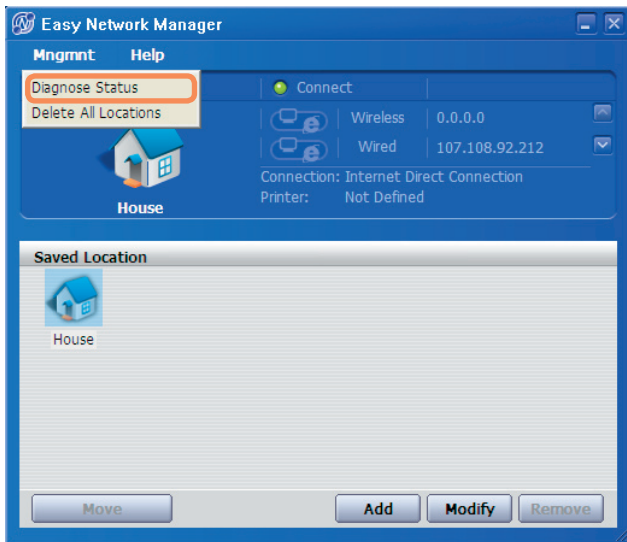 Easy Network Manager
Mngmnt Help
Diagnose Status
Delete All Locations
Connect
Wireless 0.0.0.0
Wired 107.108.92.212
Connection: Internet Direct Connection
Printer: Not Defined
House
Saved Location
House
Move Add Modify Remove